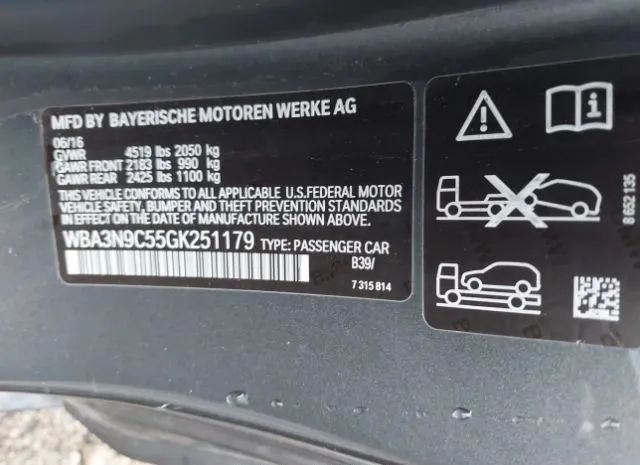 MFD BY BAYERISCHE MOTOREN WERKE AG
06/16
GVWR 4519 lbs 2050 kg
GAWR FRONT 2183 lbs 990 kg
GAWR REAR 2425 lbs 1100 kg
THIS VEHICLE CONFORMS TO ALL APPLICABLE U.S.FEDERAL MOTOR
VEHICLE SAFETY, BUMPER AND THEFT PREVENTION
STANDARDS IN EFFECT ON THE DATE OF MANUFACTURE SHOWN ABOVE.
WBA3N9C55GK251179 TYPE: PASSENGER CAR
B39/
7 315 814
8 652 135